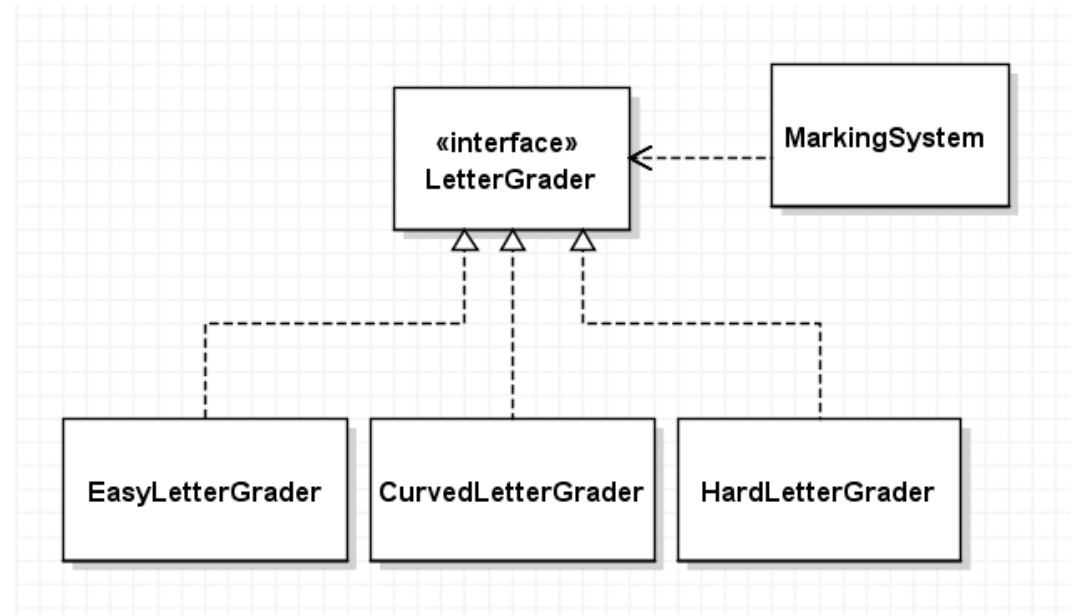 «interface»
LetterGrader
MarkingSystem
EasyLetterGrader
CurvedLetterGrader
HardLetterGrader